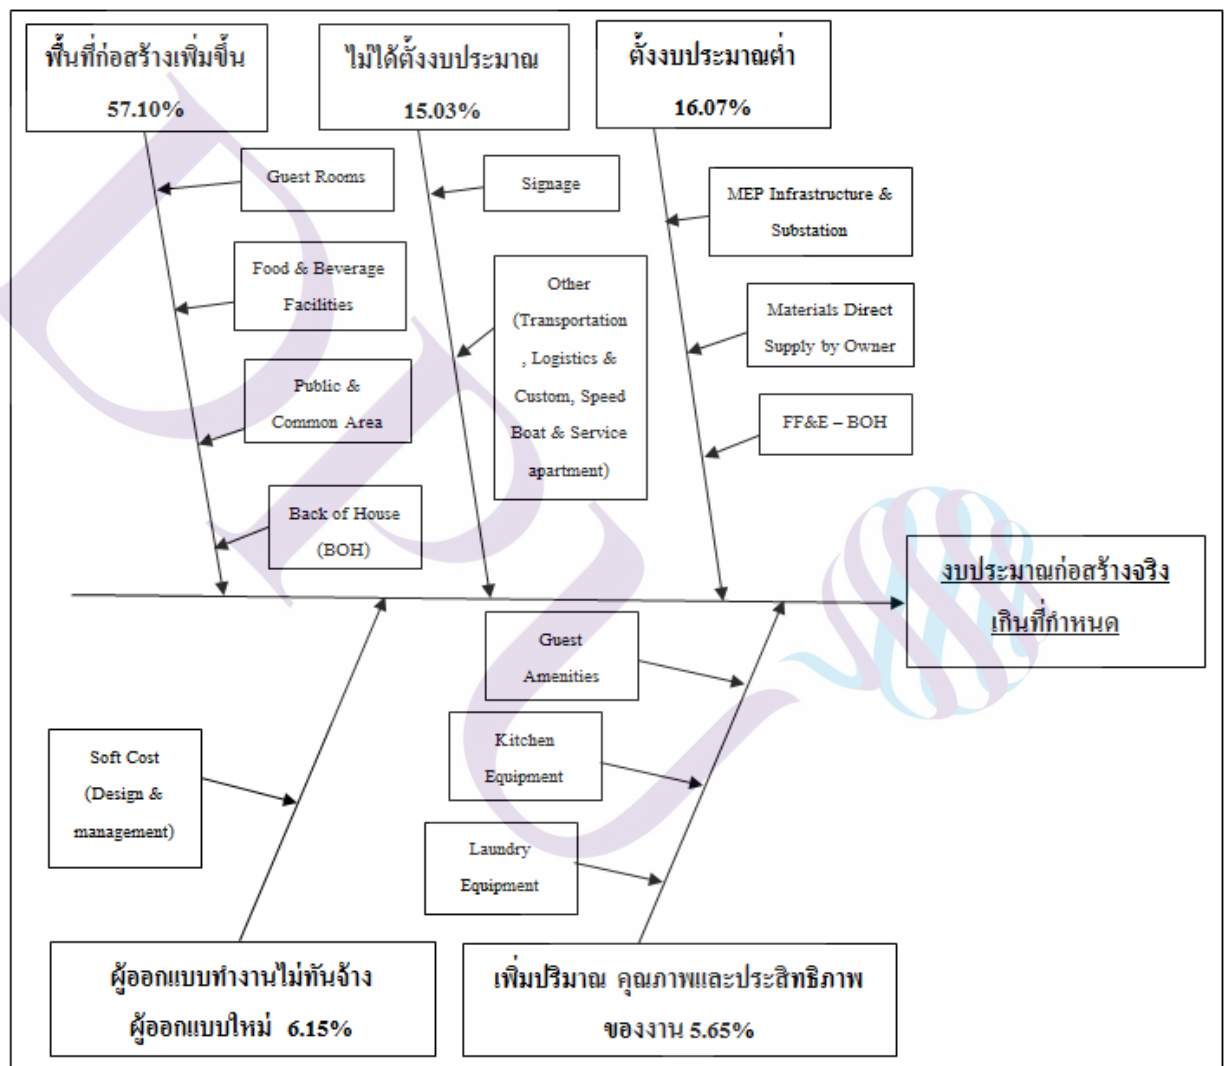 พื้นที่ก่อสร้างเพิ่มขึ้น
57.10%
ไม่ได้ตั้งงบประมาณ
15.03%
ตั้งงบประมาณต่ำ
16.07%
Guest Rooms
Food & Beverage
Facilities
Public &
Common Area
Back of House
(BOH)
Signage
Other
(Transportation
, Logistics &
Custom, Speed
Boat & Service
apartment)
MEP Infrastructure &
Substation
Materials Direct
Supply by Owner
FF&E – BOH
งบประมาณก่อสร้างจริง
เกินที่กำหนด
Soft Cost
(Design &
management)
Guest
Amenities
Kitchen
Equipment
Laundry
Equipment
ผู้ออกแบบทำงานไม่ทันจ้าง
ผู้ออกแบบใหม่ 6.15%
เพิ่มปริมาณ คุณภาพและประสิทธิภาพ
ของงาน 5.65%
DPU